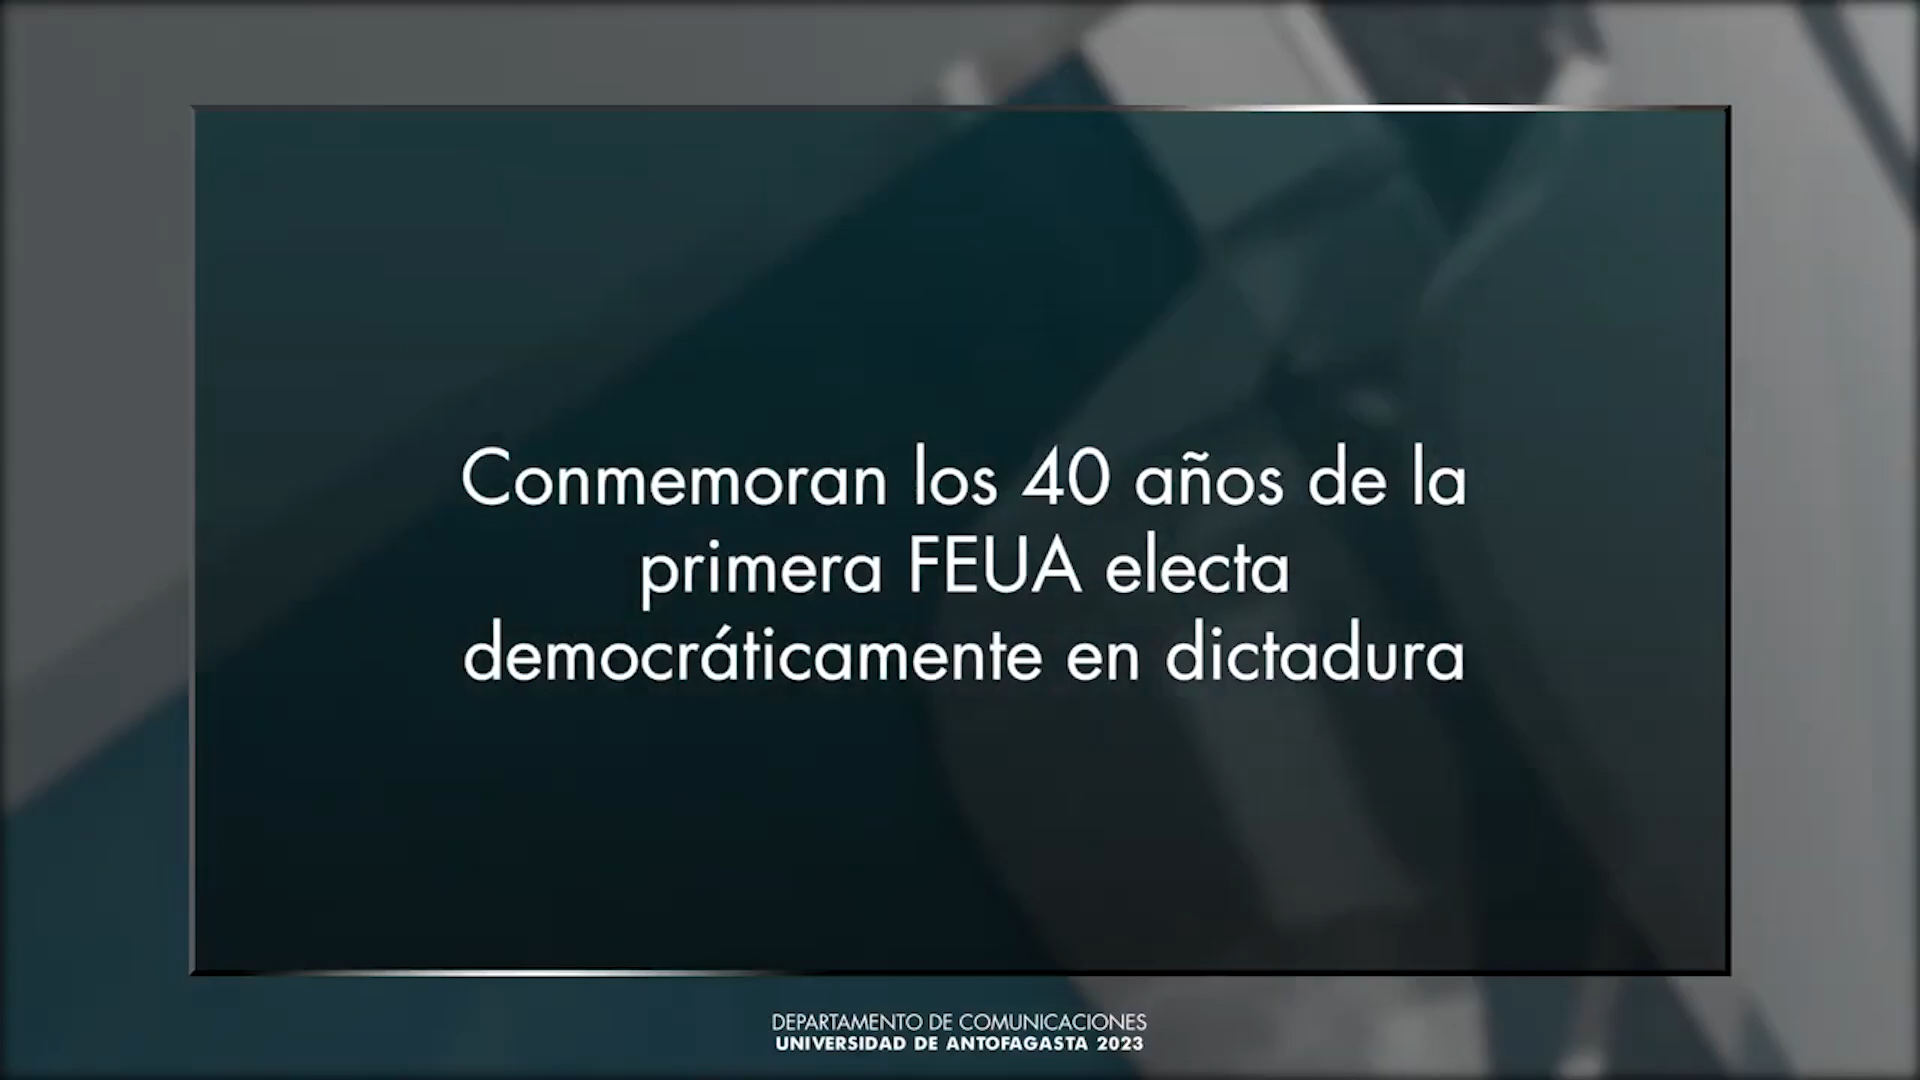 Conmemoran los 40 años de la
primera FEUA electa
democráticamente en dictadura
DEPARTAMENTO DE COMUNICACIONES
UNIVERSIDAD DE ANTOFAGASTA 2023